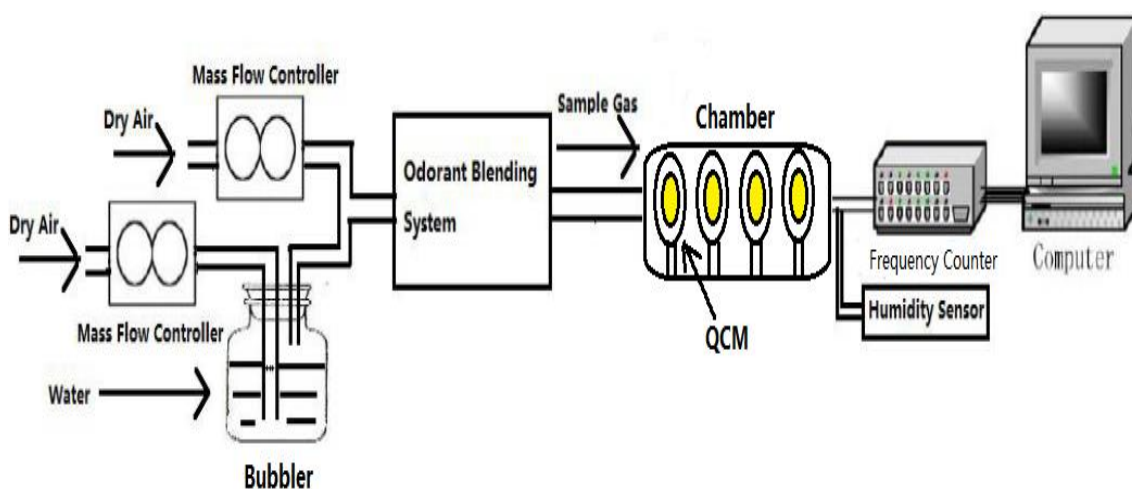 Mass Flow Controller
Dry Air
Sample Gas
Chamber
Odorant Blending
System
Dry Air
Mass Flow Controller
Frequency Counter
Computer
Humidity Sensor
QCM
Water
Bubbler